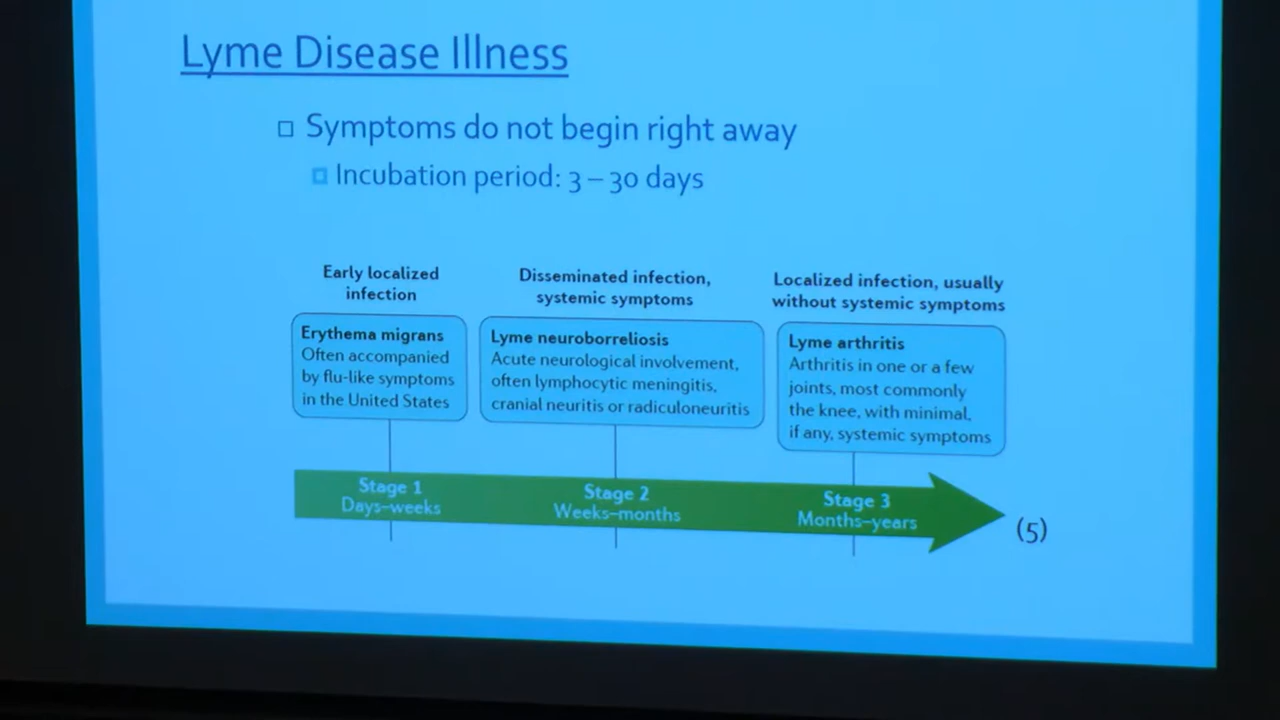 Lyme Disease Illness
Symptoms do not begin right away
Incubation period: 3 – 30 days
Early localized
infection
Erythema migrans
Often accompanied
by flu-like symptoms
in the United States
Disseminated infection,
systemic symptoms
Lyme neuroborreliosis
Acute neurological involvement,
often lymphocytic meningitis,
cranial neuritis or radiculoneuritis
Localized infection, usually
without systemic symptoms
Lyme arthritis
Arthritis in one or a few
joints, most commonly
the knee, with minimal,
if any, systemic symptoms
Stage 1
Days–weeks
Stage 2
Weeks–months
Stage 3
Months–years
(5)